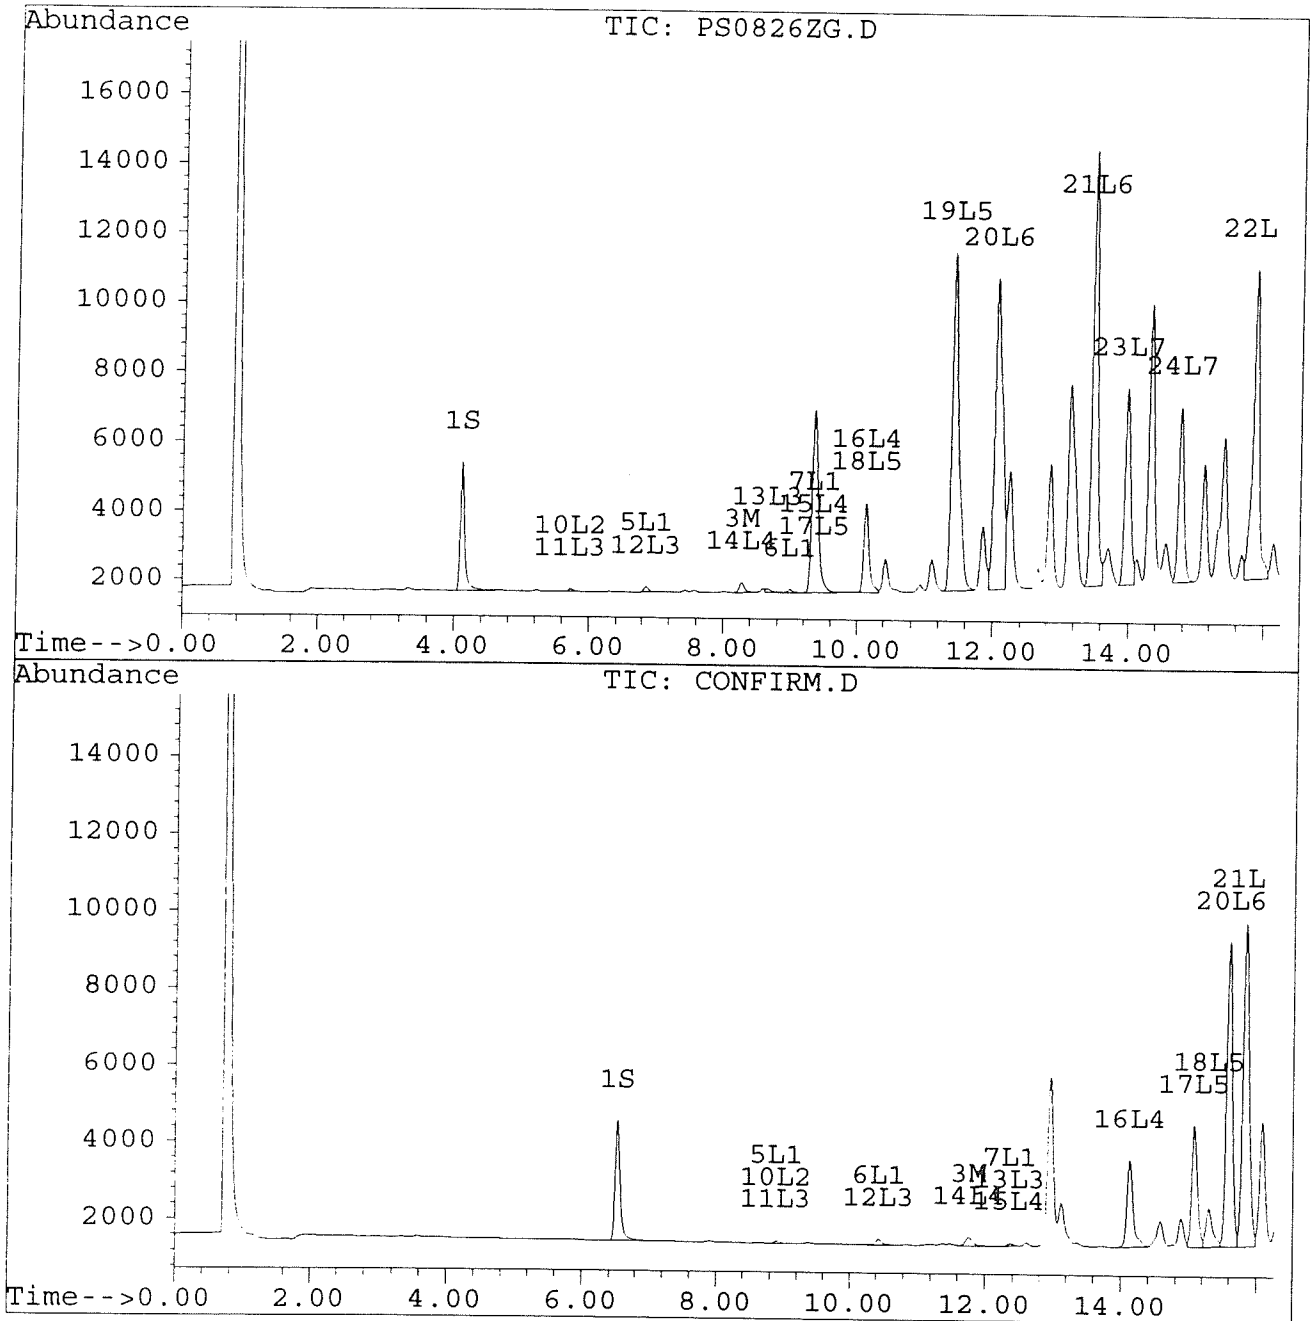 Abundance
TIC: PS0826ZG.D
16000
14000
12000
10000
8000
6000
4000
2000
1S
10L2
11L3
5L1
12L3
13L3
3M
14L4
7L1
15L4
17L5
6L1
16L4
18L5
19L5
20L6
21L6
23L7
24L7
22L
Time-->0.00 2.00 4.00 6.00 8.00 10.00 12.00 14.00
Abundance
TIC: CONFIRM.D
14000
12000
10000
8000
6000
4000
2000
1S
5L1
10L2
11L3
6L1
12L3
3M
14L4
7L1
13L3
15L4
16L4
18L5
17L5
21L
20L6
Time-->0.00 2.00 4.00 6.00 8.00 10.00 12.00 14.00